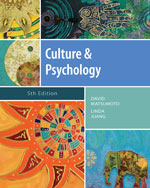 Culture &
Psychology
5th Edition
DAVID
MATSUMOTO
LINDA
JUANG